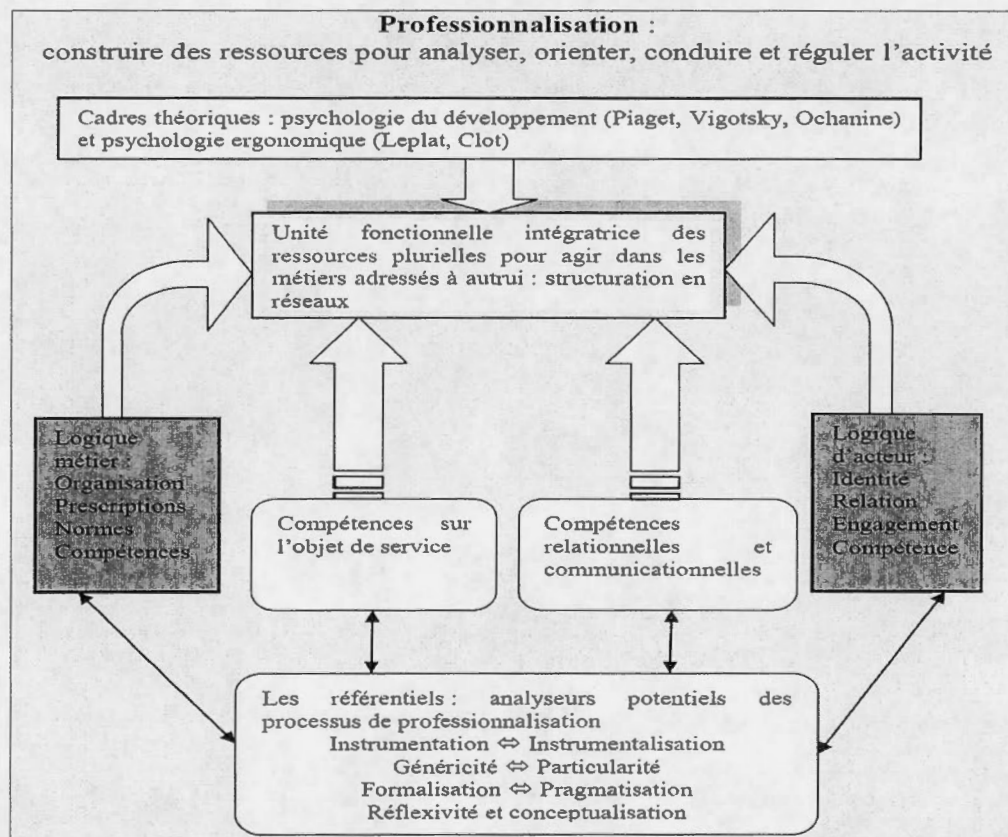 Professionnalisation :
construire des ressources pour analyser, orienter, conduire et réguler l'activité
Cadres théoriques : psychologie du développement (Piaget, Vigotsky, Ochanine)
et psychologie ergonomique (Leplat, Clot)
Unité fonctionnelle intégratrice des
ressources plurielles pour agir dans les
métiers adressés à autrui : structuration en
réseaux
Logique
métier :
Organisation
Prescriptions
Normes
Compétences
Compétences sur
l'objet de service
Compétences
relationnelles et
communicationnelles
Logique
d'acteur :
Identité
Relation
Engagement
Compétence
Les référentiels : analyseurs potentiels des
processus de professionnalisation
Instrumentation ⇔ Instrumentalisation
Généricité ⇔ Particularité
Formalisation ⇔ Pragmatisation
Réflexivité et conceptualisation